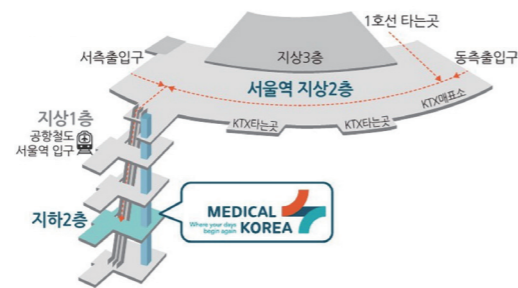 1호선 타는곳
서측출입구
지상3층
동측출입구
서울역 지상2층
KTX매표소
KTX타는곳
KTX타는곳
지상1층
공항철도
서울역 입구
지하2층
MEDICAL
KOREA
Where your days
begin again